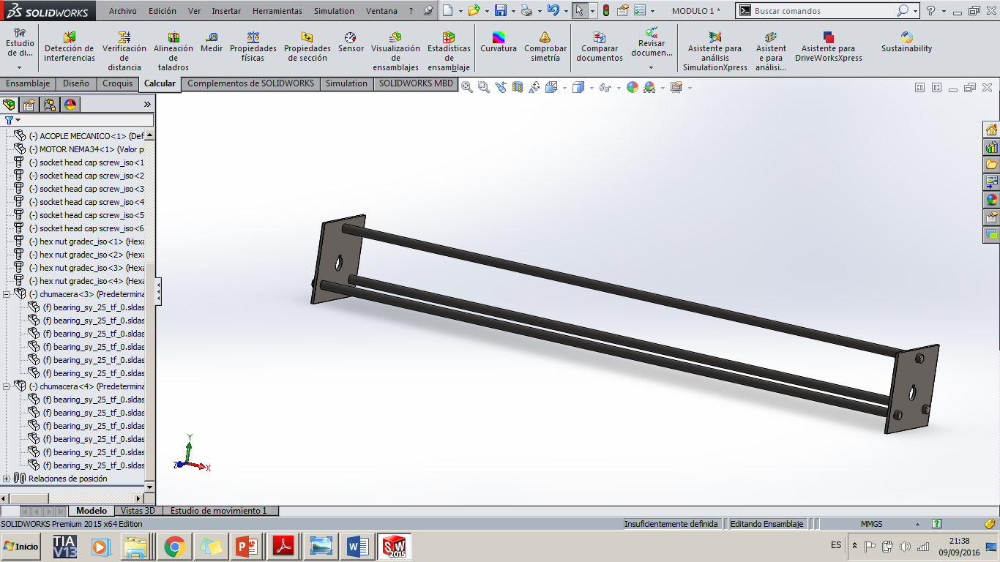 SOLIDWORKS
Archivo Edición Ver Insertar Herramientas Simulation Ventana ?
MODULO 1 *
Buscar comandos
Estudio
de di...
Detección de
interferencias
Verificación
de
distancia
Alineación
de
taladros
Medir
Propiedades
físicas
Propiedades
de sección
Sensor
Visualización
de
ensamblajes
Estadísticas
de
ensamblaje
Curvatura
Comprobar
simetría
Comparar
documentos
Revisar
documen...
Asistente para
análisis
SimulationXpress
Asistent
e para
análisi...
Asistente para
DriveWorksXpress
Sustainability
Ensamblaje Diseño Croquis Calcular Complementos de SOLIDWORKS Simulation SOLIDWORKS MBD
(-) ACOPLE MECANICO<1> (Def
(-) MOTOR NEMA34<1> (Valor p
(-) socket head cap screw_iso<1
(-) socket head cap screw_iso<2
(-) socket head cap screw_iso<3
(-) socket head cap screw_iso<4
(-) socket head cap screw_iso<5
(-) socket head cap screw_iso<6
(-) hex nut gradec_iso<1> (Hexa
(-) hex nut gradec_iso<2> (Hexa
(-) hex nut gradec_iso<3> (Hexa
(-) hex nut gradec_iso<4> (Hexa
(-) chumacera<3> (Predetermina
(f) bearing_sy_25_tf_0.sldas
(f) bearing_sy_25_tf_0.sldas
(f) bearing_sy_25_tf_0.sldas
(f) bearing_sy_25_tf_0.sldas
(f) bearing_sy_25_tf_0.sldas
(f) bearing_sy_25_tf_0.sldas
(-) chumacera<4> (Predetermina
(f) bearing_sy_25_tf_0.sldas
(f) bearing_sy_25_tf_0.sldas
(f) bearing_sy_25_tf_0.sldas
(f) bearing_sy_25_tf_0.sldas
(f) bearing_sy_25_tf_0.sldas
(f) bearing_sy_25_tf_0.sldas
Relaciones de posición
Y
Z
X
Modelo Vistas 3D Estudio de movimiento 1
SOLIDWORKS Premium 2015 x64 Edition
Insuficientemente definida Editando Ensamblaje MMGS
Inicio
TIA
V13
SW
2015
ES
21:38
09/09/2016